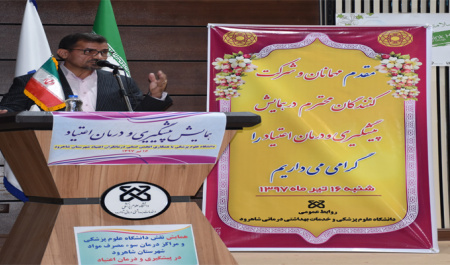 مقدم مهمانان و شرکت
کنندگان محترم در همایش
پیشگیری و درمان اعتیاد را
گرامی می داریم
شنبه ۱۶ تیر ماه ۱۳۹۷
روابط عمومی
دانشگاه علوم پزشکی و خدمات بهداشتی درمانی شاهرود
همایش پیشگیری و درمان اعتیاد
همایش نقش دانشگاه علوم پزشکی
و مراکز درمان سوء مصرف مواد
شهرستان شاهرود
در پیشگیری و درمان اعتیاد